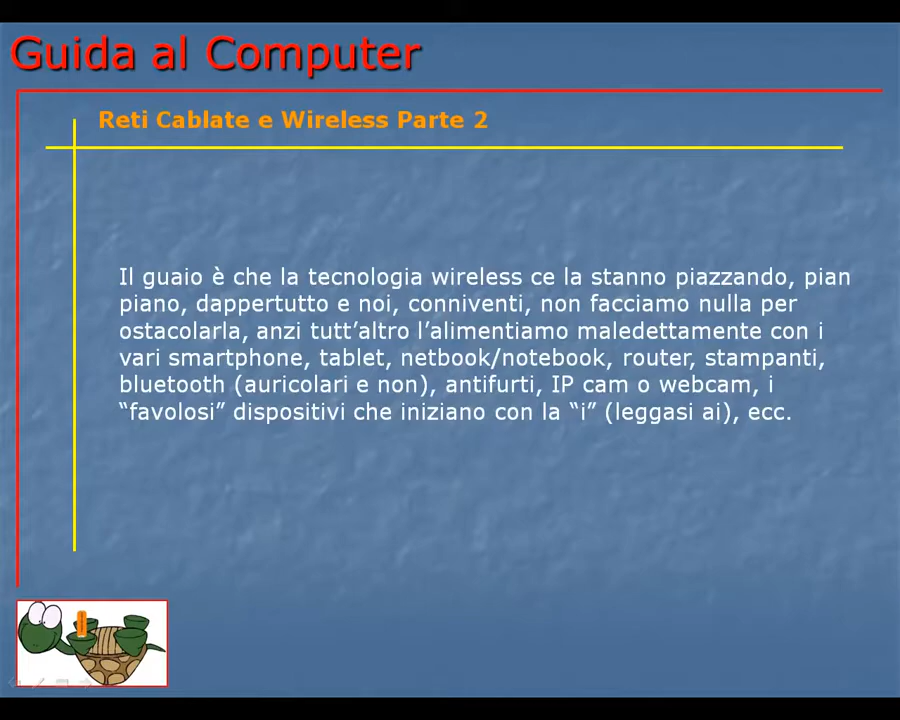 Guida al Computer
Reti Cablate e Wireless Parte 2
Il guaio è che la tecnologia wireless ce la stanno piazzando, pian
piano, dappertutto e noi, conniventi, non facciamo nulla per
ostacolarla, anzi tutt’altro l’alimentiamo maledettamente con i
vari smartphone, tablet, netbook/notebook, router, stampanti,
bluetooth (auricolari e non), antifurti, IP cam o webcam, i
“favolosi” dispositivi che iniziano con la “i” (leggasi ai), ecc.